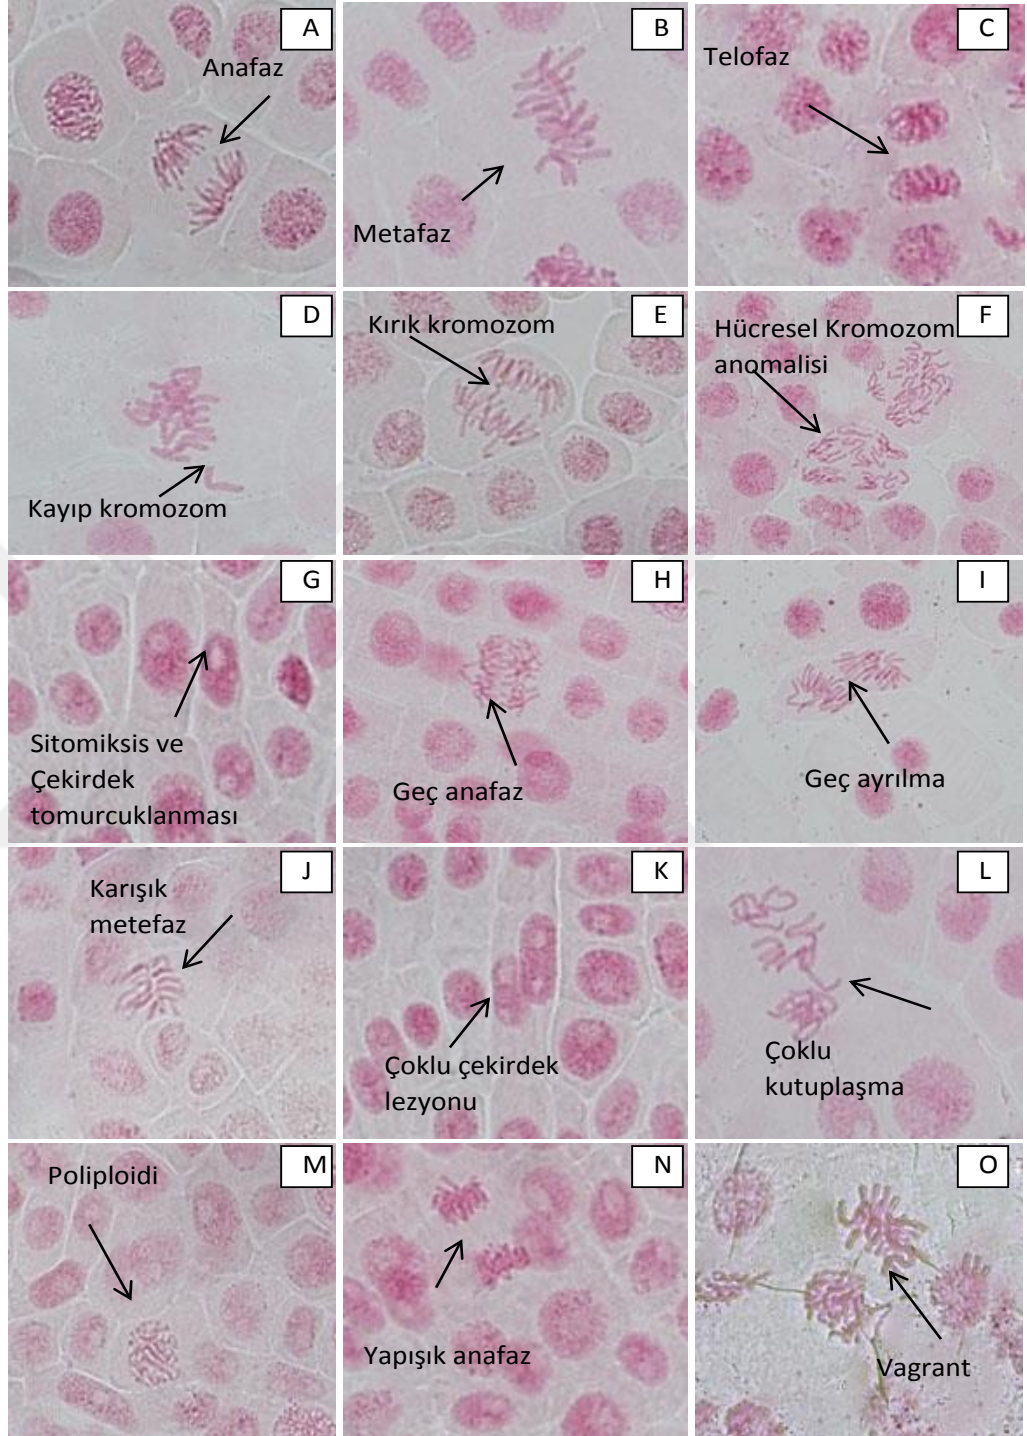 A
Anafaz
B
Metafaz
C
Telofaz
D
Kayıp kromozom
E
Kırık kromozom
F
Hücresel Kromozom
anomalisi
G
Sitomiksis ve
Çekirdek
tomurcuklanması
H
Geç anafaz
I
Geç ayrılma
J
Karışık
metefaz
K
Çoklu çekirdek
lezyonu
L
Çoklu
kutuplaşma
M
Poliploidi
N
Yapışık anafaz
O
Vagrant